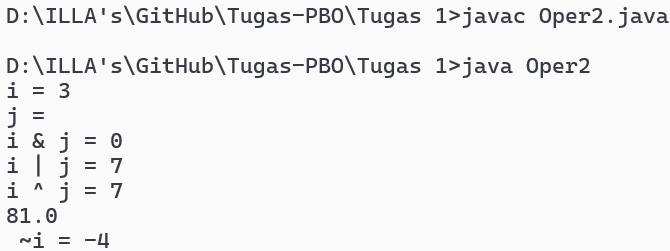 D:\ILLA's\GitHub\Tugas-PBO\Tugas 1>javac Oper2.java
D:\ILLA's\GitHub\Tugas-PBO\Tugas 1>java Oper2
i = 3
j =
i & j = 0
i | j = 7
i ^ j = 7
81.0
 ~i = -4